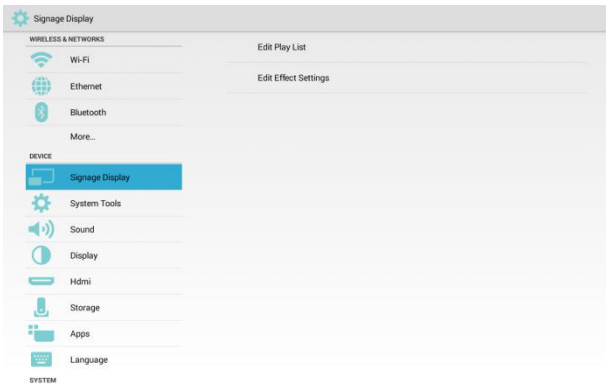 Signage Display
WIRELESS & NETWORKS
Wi-Fi
Ethernet
Bluetooth
More...
DEVICE
Signage Display
System Tools
Sound
Display
Hdmi
Storage
Apps
Language
SYSTEM
Edit Play List
Edit Effect Settings